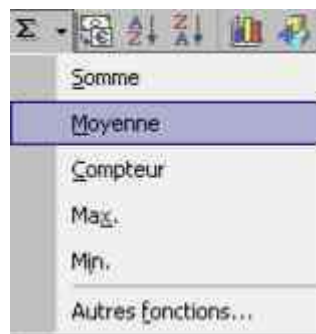 Σ
Somme
Moyenne
Compteur
Max.
Min.
Autres fonctions...